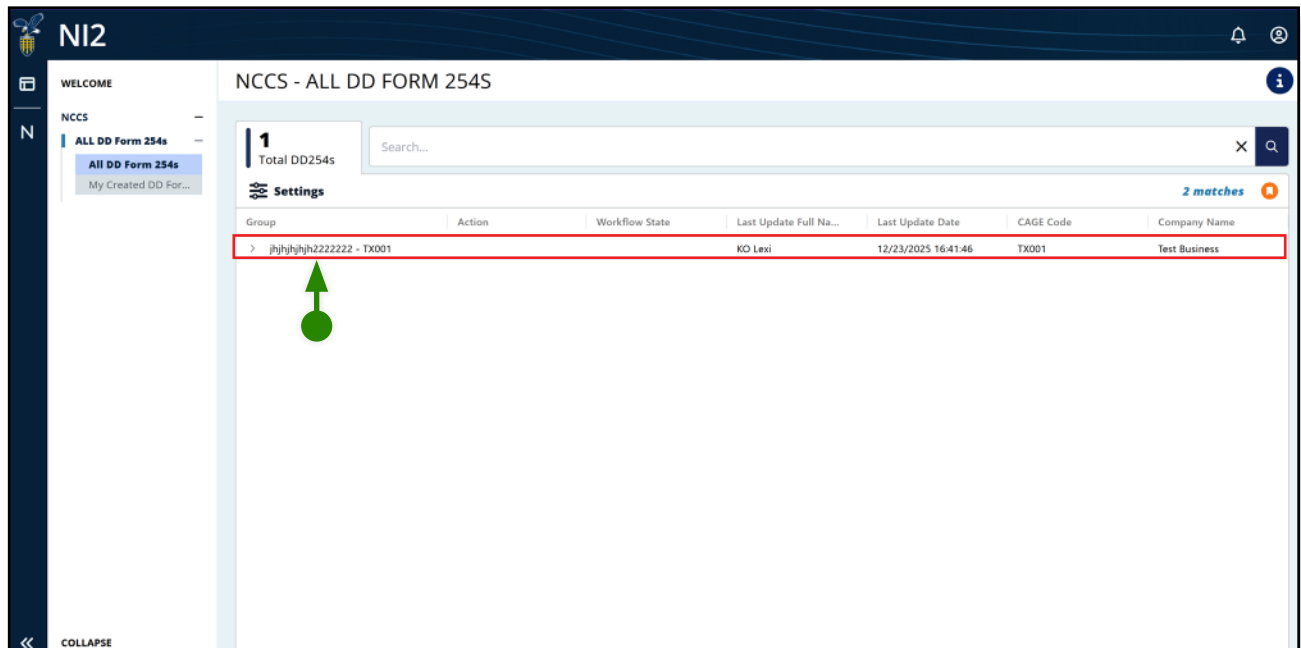 NI2
WELCOME
NCCS
ALL DD Form 254s
All DD Form 254s
My Created DD For...
COLLAPSE
N
NCCS - ALL DD FORM 254S
i
1
Total DD254s
Search...
Settings
2 matches
Group Action Workflow State Last Update Full Na... Last Update Date CAGE Code Company Name
jhjhjhjhjh2222222 - TX001 KO Lexi 12/23/2025 16:41:46 TX001 Test Business